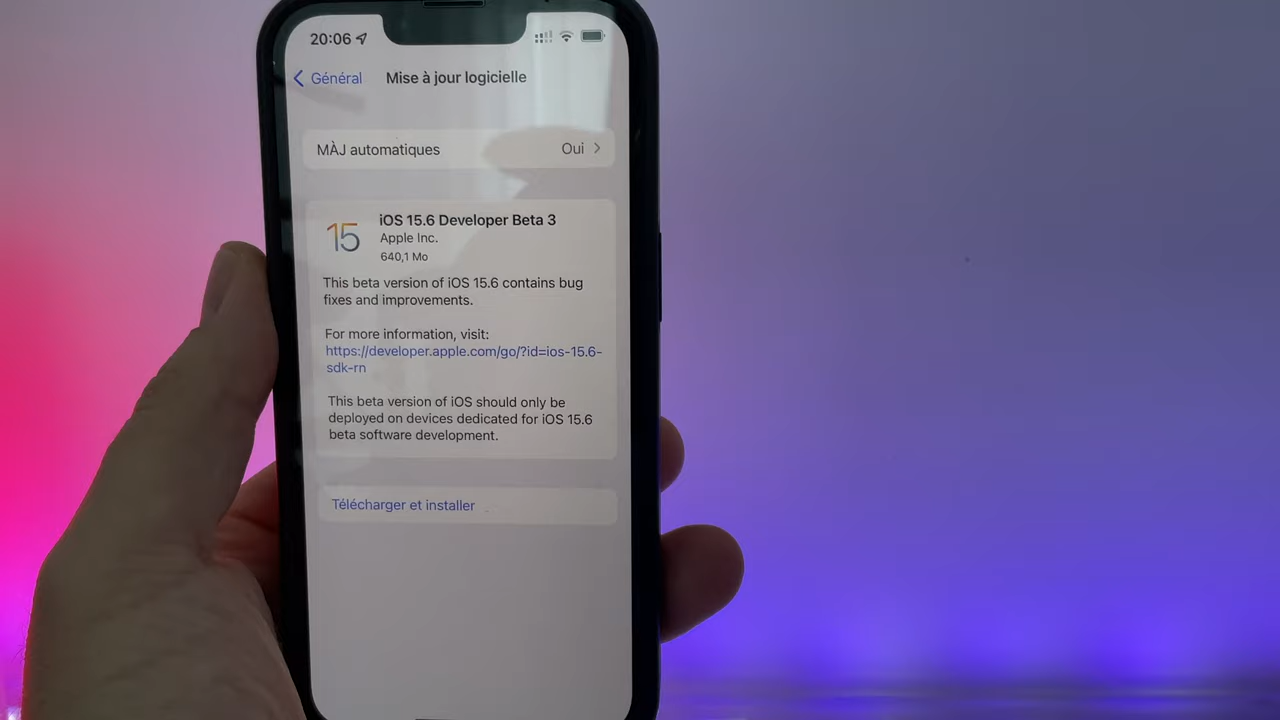 20:06
Général Mise à jour logicielle
MÀJ automatiques Oui
15
iOS 15.6 Developer Beta 3
Apple Inc.
640,1 Mo
This beta version of iOS 15.6 contains bug
fixes and improvements.
For more information, visit:
https://developer.apple.com/go/?id=ios-15.6-
sdk-rn
This beta version of iOS should only be
deployed on devices dedicated for iOS 15.6
beta software development.
Télécharger et installer